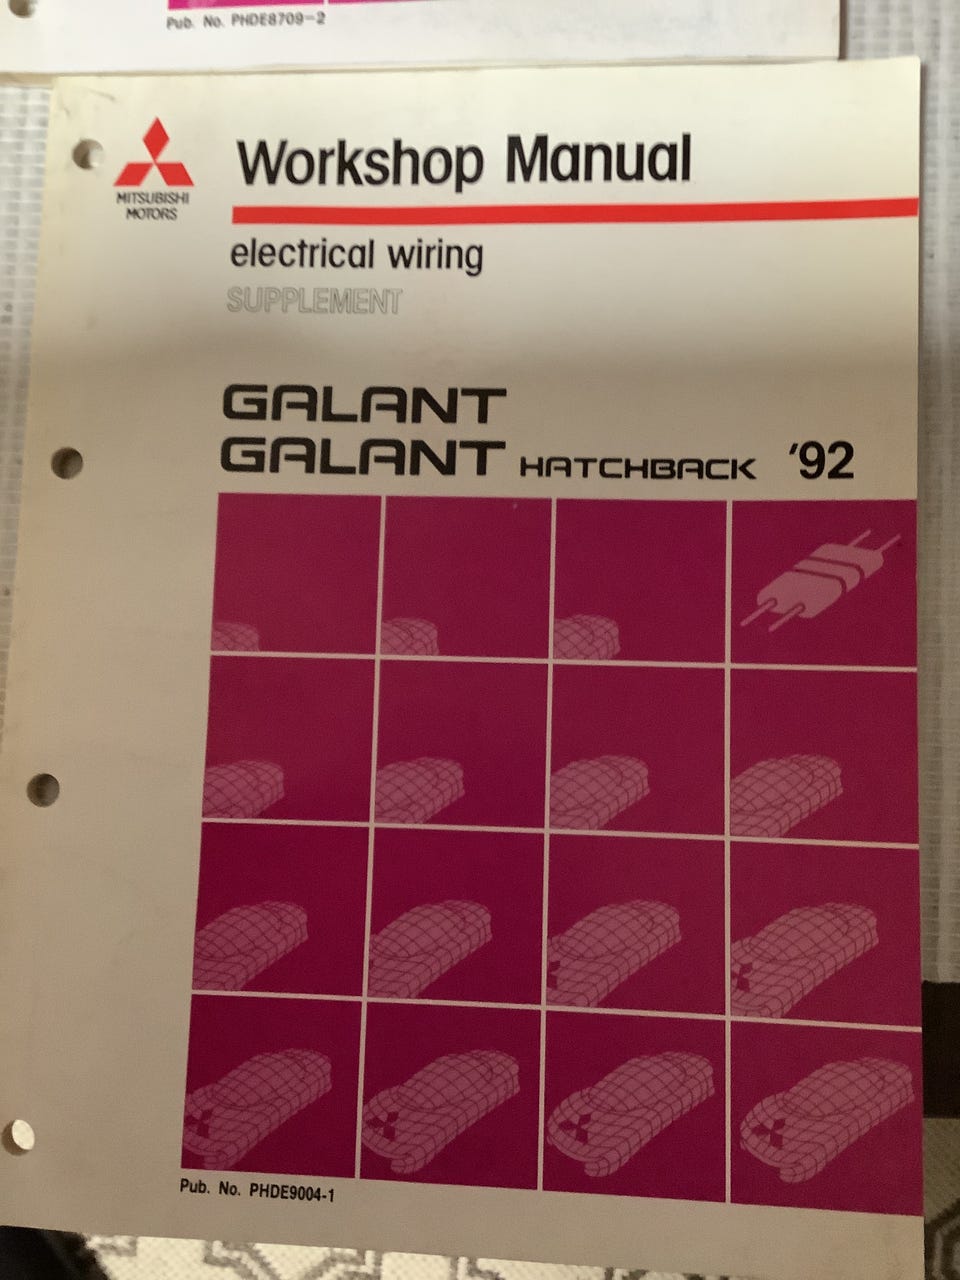 Pub. No. PHDE8709-2
MITSUBISHI
MOTORS
Workshop Manual
electrical wiring
SUPPLEMENT
GALANT
GALANT HATCHBACK '92
Pub. No. PHDE9004-1